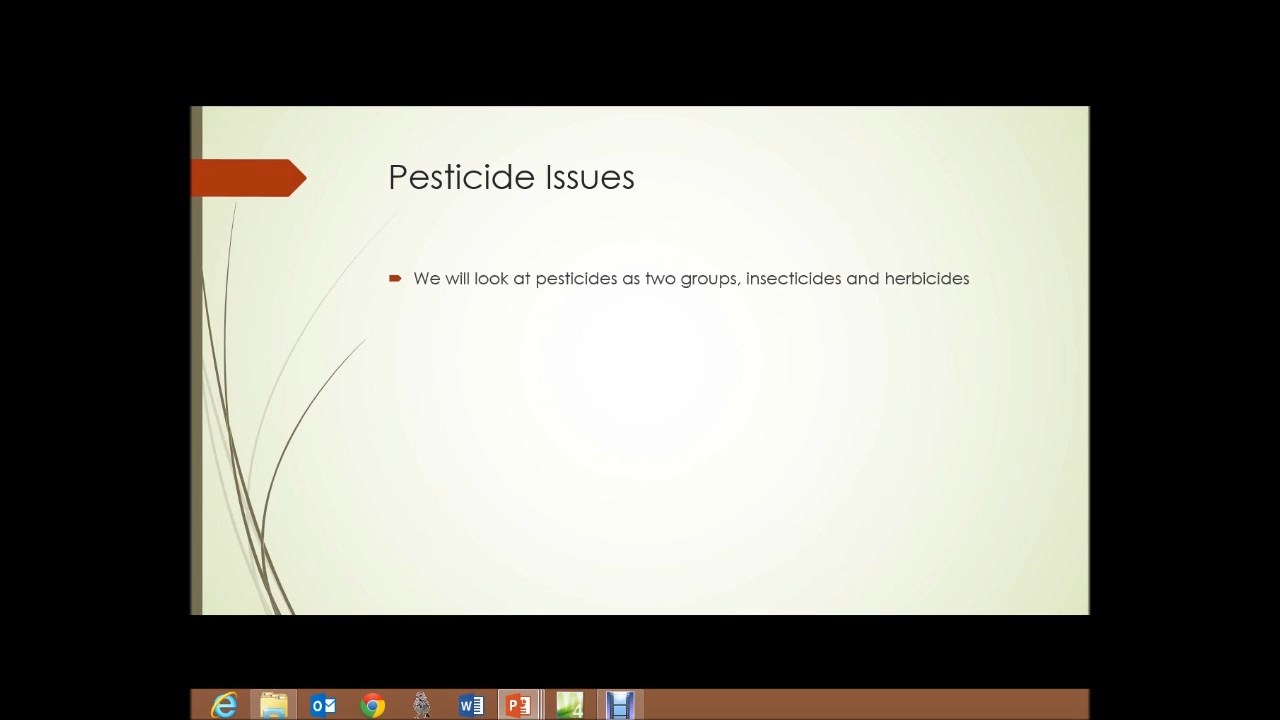 Pesticide Issues
We will look at pesticides as two groups, insecticides and herbicides